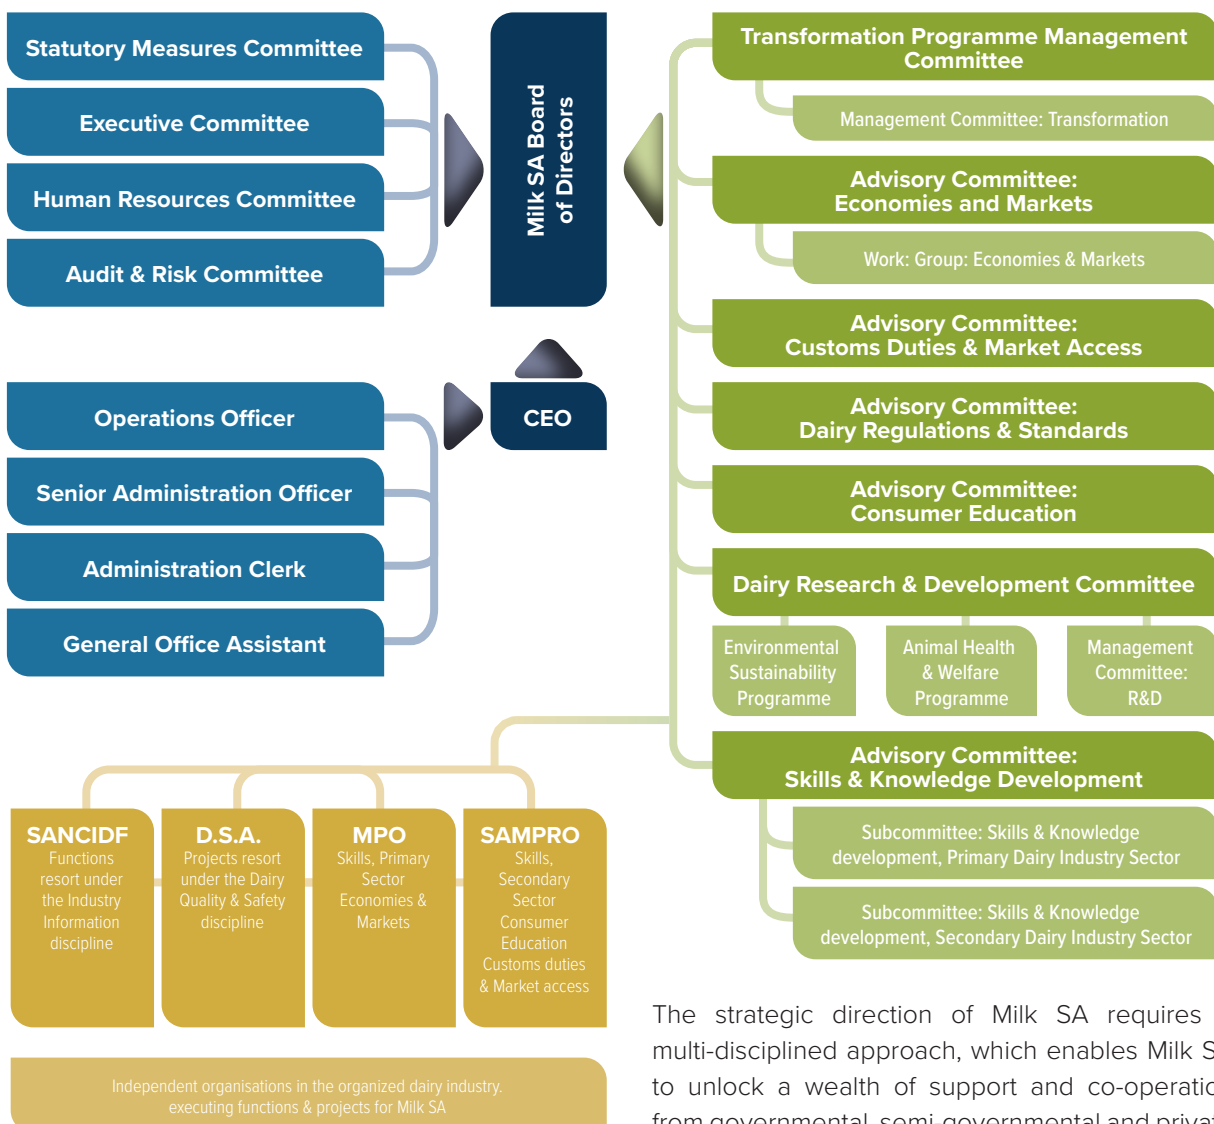 Statutory Measures Committee
Executive Committee
Human Resources Committee
Audit & Risk Committee
Milk SA Board
of Directors
Operations Officer
Senior Administration Officer
Administration Clerk
General Office Assistant
CEO
Transformation Programme Management
Committee
Management Committee: Transformation
Advisory Committee:
Economies and Markets
Work: Group: Economies & Markets
Advisory Committee:
Customs Duties & Market Access
Advisory Committee:
Dairy Regulations & Standards
Advisory Committee:
Consumer Education
Dairy Research & Development Committee
Environmental
Sustainability
Programme
Animal Health
& Welfare
Programme
Management
Committee:
R&D
Advisory Committee:
Skills & Knowledge Development
Subcommittee: Skills & Knowledge
development, Primary Dairy Industry Sector
Subcommittee: Skills & Knowledge
development, Secondary Dairy Industry Sector
SANCIDF
Functions
resort under
the Industry
Information
discipline
D.S.A.
Projects resort
under the Dairy
Quality & Safety
discipline
MPO
Skills, Primary
Sector
Economies &
Markets
SAMPRO
Skills,
Secondary
Sector
Consumer
Education
Customs duties
& Market access
Independent organisations in the organized dairy industry.
executing functions & projects for Milk SA
The strategic direction of Milk SA requires
multi-disciplined approach, which enables Milk S
to unlock a wealth of support and co-operatio
from governmental, semi-governmental and privat